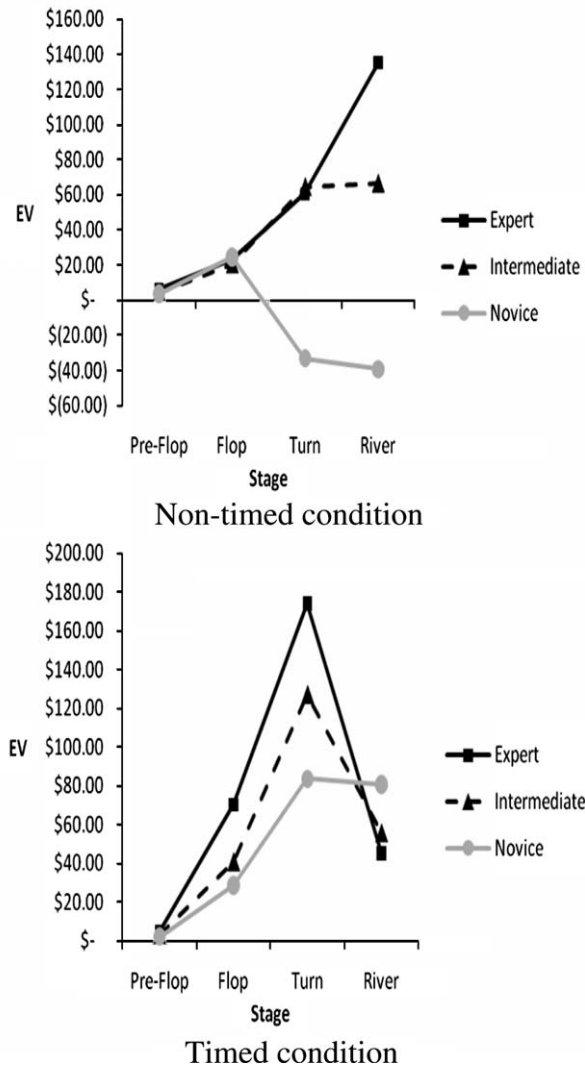 $160.00
$140.00
$120.00
$100.00
$80.00
$60.00
$40.00
$20.00
$-
$(20.00)
$(40.00)
$(60.00)
EV
Expert
Intermediate
Novice
Pre-Flop Flop Turn River
Stage
Non-timed condition
$200.00
$180.00
$160.00
$140.00
$120.00
$100.00
$80.00
$60.00
$40.00
$20.00
$-
EV
Expert
Intermediate
Novice
Pre-Flop Flop Turn River
Stage
Timed condition